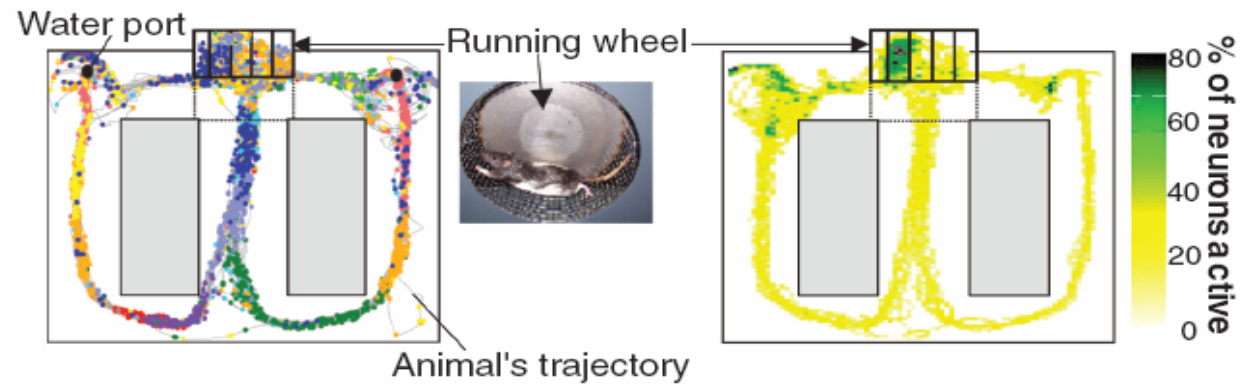 Water port
Running wheel
Animal's trajectory
80
60
40
20
0
% of neurons active